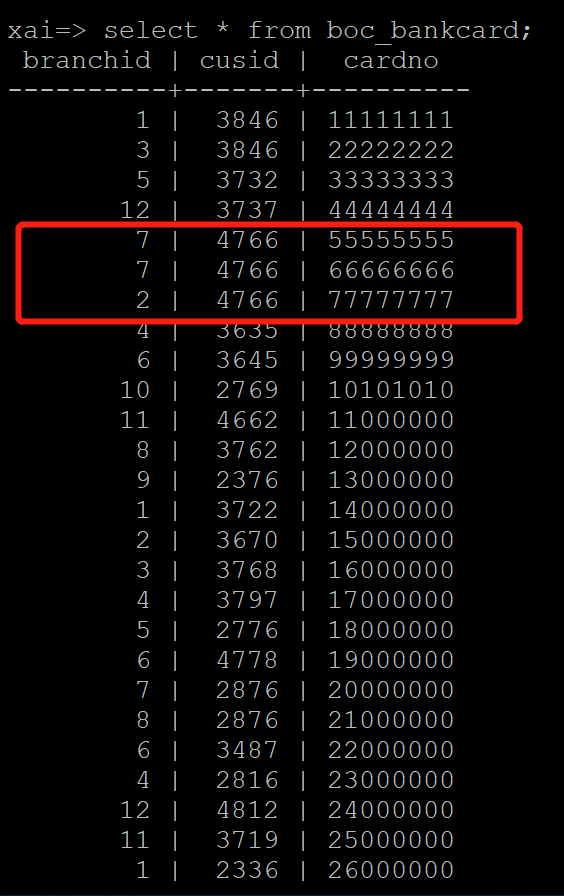 xai=> select * from boc_bankcard;
 branchid | cusid |  cardno
----------+-------+----------
        1 |  3846 | 11111111
        3 |  3846 | 22222222
        5 |  3732 | 33333333
       12 |  3737 | 44444444
        7 |  4766 | 55555555
        7 |  4766 | 66666666
        2 |  4766 | 77777777
        4 |  3635 | 88888888
        6 |  3645 | 99999999
       10 |  2769 | 10101010
       11 |  4662 | 11000000
        8 |  3762 | 12000000
        9 |  2376 | 13000000
        1 |  3722 | 14000000
        2 |  3670 | 15000000
        3 |  3768 | 16000000
        4 |  3797 | 17000000
        5 |  2776 | 18000000
        6 |  4778 | 19000000
        7 |  2876 | 20000000
        8 |  2876 | 21000000
        6 |  3487 | 22000000
        4 |  2816 | 23000000
       12 |  4812 | 24000000
       11 |  3719 | 25000000
        1 |  2336 | 26000000